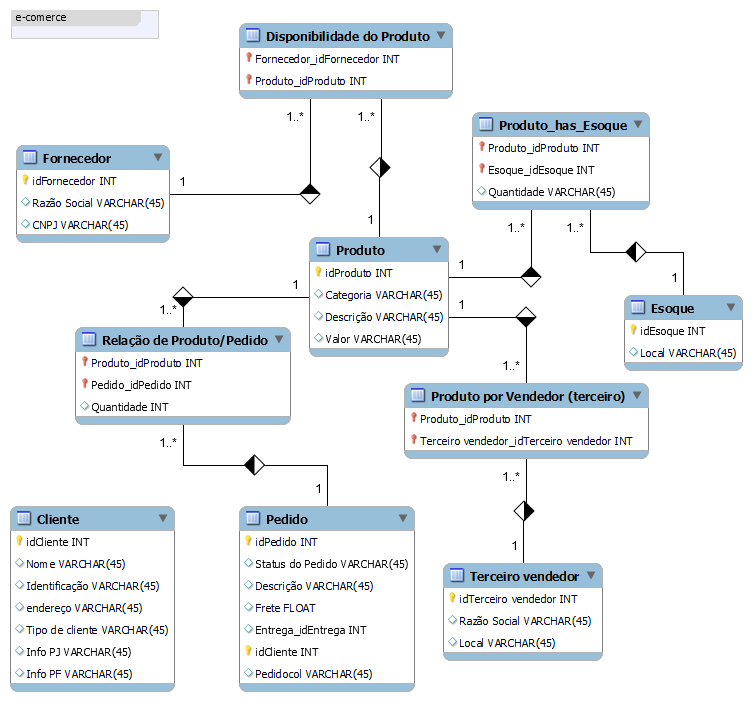 e-comerce
Disponibilidade do Produto
Fornecedor_idFornecedor INT
Produto_idProduto INT
1..*
1..*
Produto_has_Esoque
Produto_idProduto INT
Esoque_idEsoque INT
Quantidade VARCHAR(45)
Fornecedor
idFornecedor INT
Razão Social VARCHAR(45)
CNPJ VARCHAR(45)
1
1
1..*
1..*
Produto
idProduto INT
Categoria VARCHAR(45)
Descrição VARCHAR(45)
Valor VARCHAR(45)
1
1
1
1
Esoque
idEsoque INT
Local VARCHAR(45)
1..*
Relação de Produto/Pedido
Produto_idProduto INT
Pedido_idPedido INT
Quantidade INT
1..*
Produto por Vendedor (terceiro)
Produto_idProduto INT
Terceiro vendedor_idTerceiro vendedor INT
1..*
1..*
1
1
Cliente
idCliente INT
Nome VARCHAR(45)
Identificação VARCHAR(45)
endereço VARCHAR(45)
Tipo de cliente VARCHAR(45)
Info PJ VARCHAR(45)
Info PF VARCHAR(45)
Pedido
idPedido INT
Status do Pedido VARCHAR(45)
Descrição VARCHAR(45)
Frete FLOAT
Entrega_idEntrega INT
idCliente INT
Pedidocol VARCHAR(45)
Terceiro vendedor
idTerceiro vendedor INT
Razão Social VARCHAR(45)
Local VARCHAR(45)